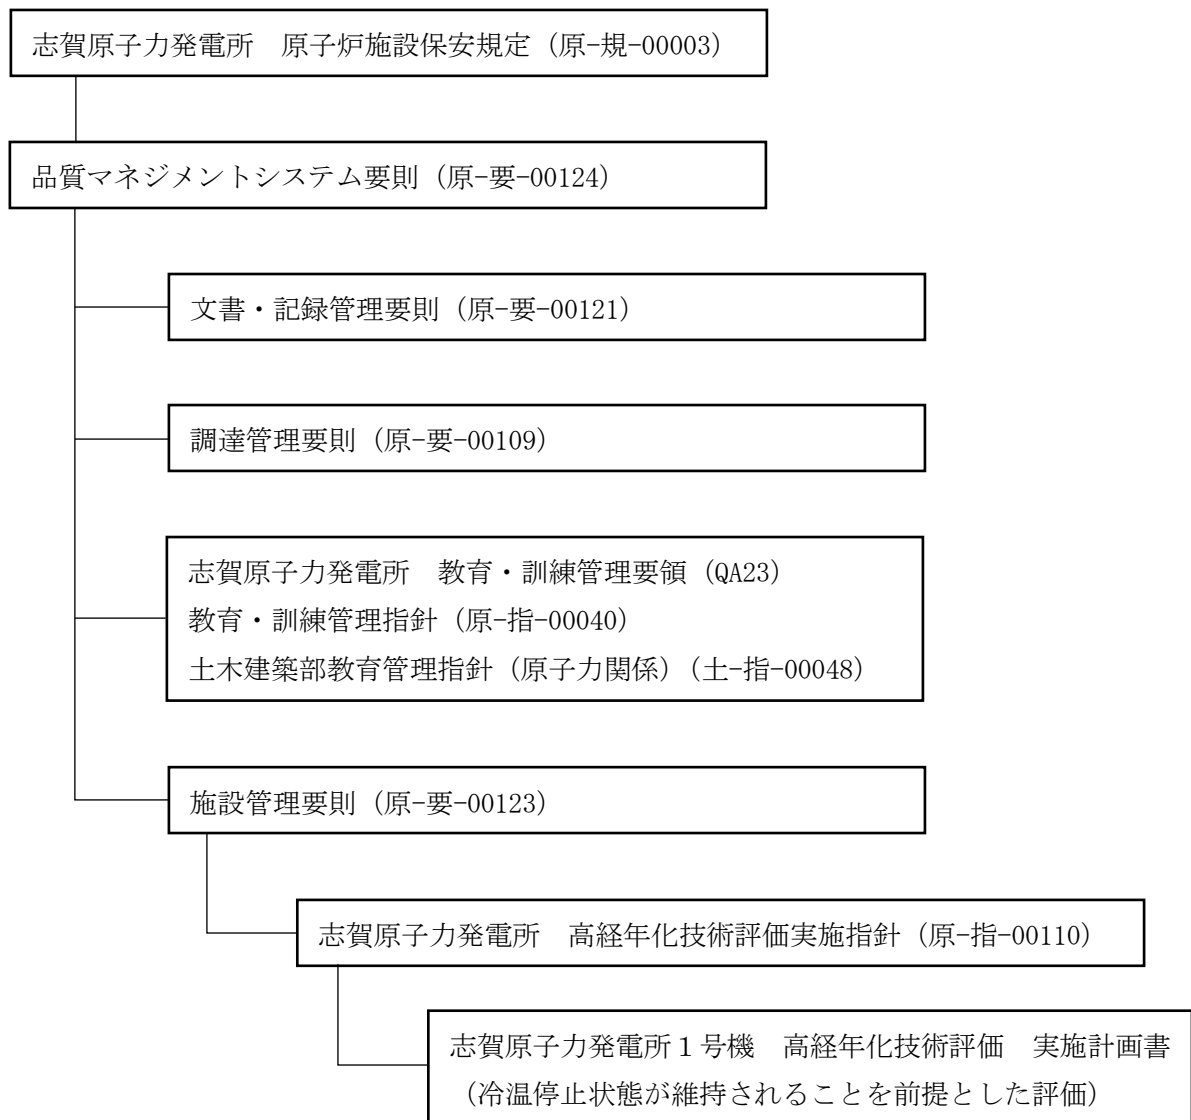 志賀原子力発電所　原子炉施設保安規定（原-規-00003）
品質マネジメントシステム要則（原-要-00124）
文書・記録管理要則（原-要-00121）
調達管理要則（原-要-00109）
志賀原子力発電所　教育・訓練管理要領（QA23）
教育・訓練管理指針（原-指-00040）
土木建築部教育管理指針（原子力関係）（土-指-00048）
施設管理要則（原-要-00123）
志賀原子力発電所　高経年化技術評価実施指針（原-指-00110）
志賀原子力発電所１号機　高経年化技術評価　実施計画書
（冷温停止状態が維持されることを前提とした評価）